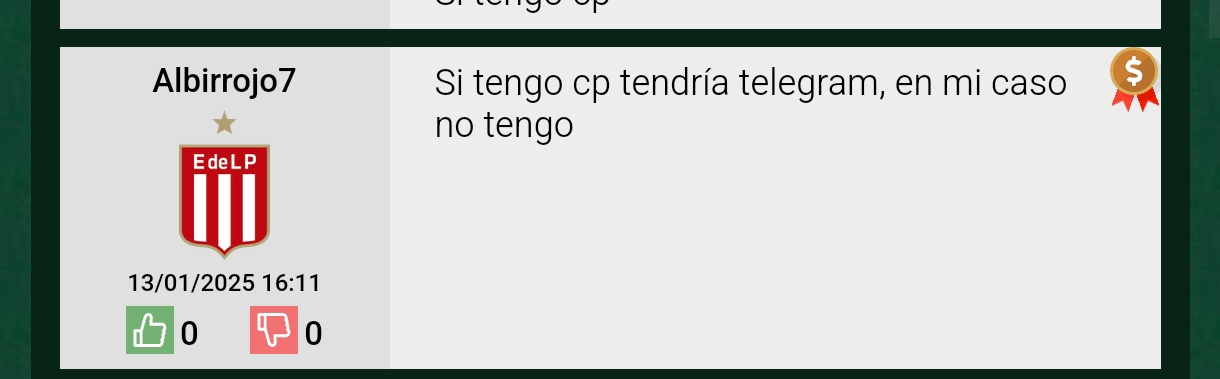 Si tengo cp
Albirrojo7
Si tengo cp tendría telegram, en mi caso
no tengo
E de L P
13/01/2025 16:11
0
0